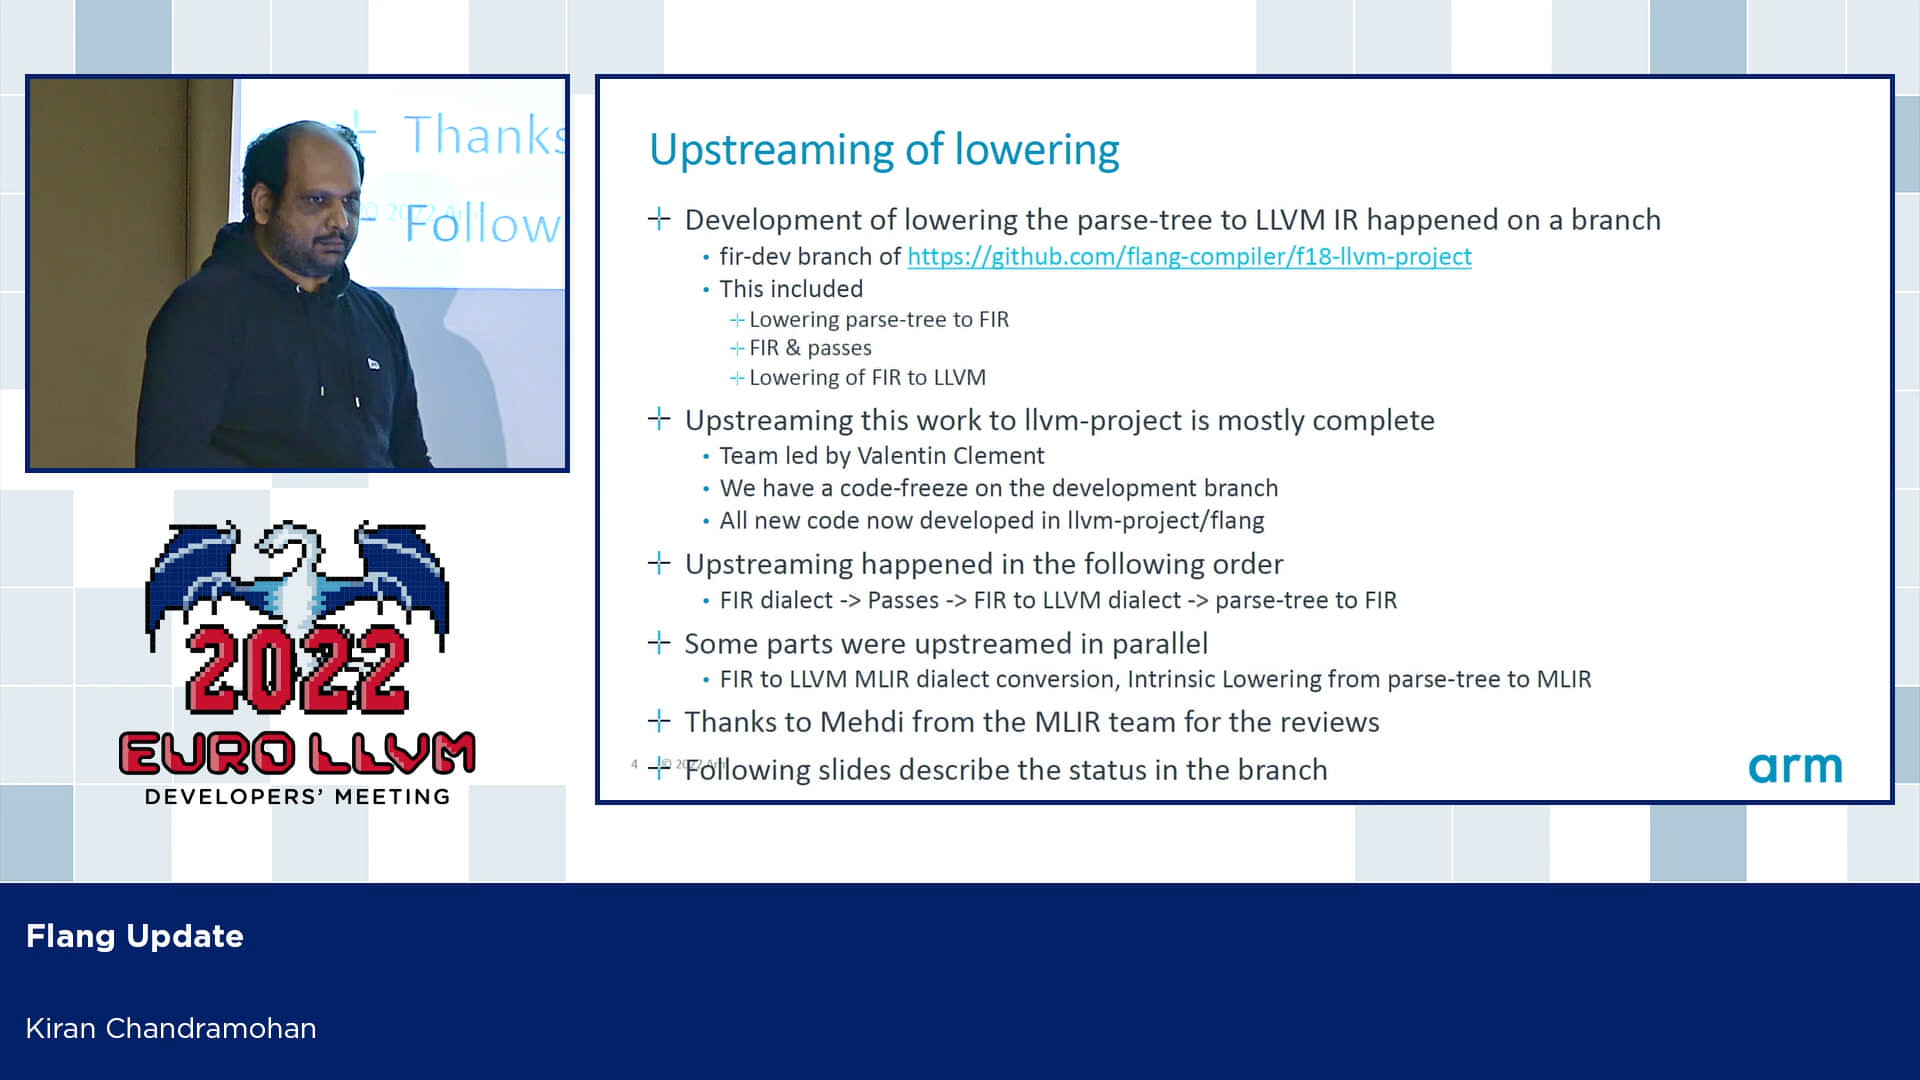 Thanks
Follow
Upstreaming of lowering
Development of lowering the parse-tree to LLVM IR happened on a branch
• fir-dev branch of https://github.com/flang-compiler/f18-llvm-project
• This included
Lowering parse-tree to FIR
FIR & passes
Lowering of FIR to LLVM
Upstreaming this work to llvm-project is mostly complete
• Team led by Valentin Clement
• We have a code-freeze on the development branch
• All new code now developed in llvm-project/flang
Upstreaming happened in the following order
• FIR dialect -> Passes -> FIR to LLVM dialect -> parse-tree to FIR
Some parts were upstreamed in parallel
• FIR to LLVM MLIR dialect conversion, Intrinsic Lowering from parse-tree to MLIR
Thanks to Mehdi from the MLIR team for the reviews
Following slides describe the status in the branch
4
arm
2022
EURO LLVM
DEVELOPERS' MEETING
Flang Update
Kiran Chandramohan